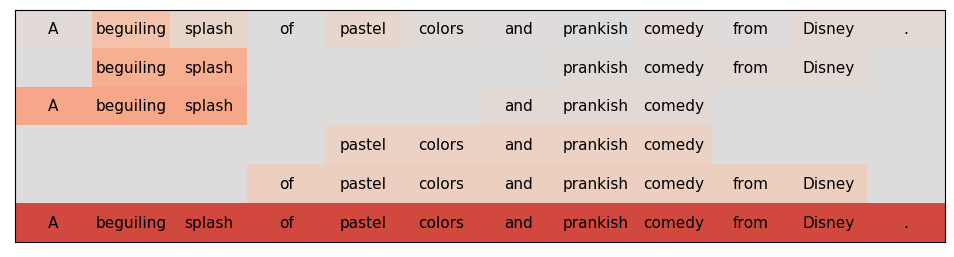 A beguiling splash of pastel colors and prankish comedy from Disney .
beguiling splash prankish comedy from Disney
A beguiling splash and prankish comedy
pastel colors and prankish comedy
of pastel colors and prankish comedy from Disney
A beguiling splash of pastel colors and prankish comedy from Disney .